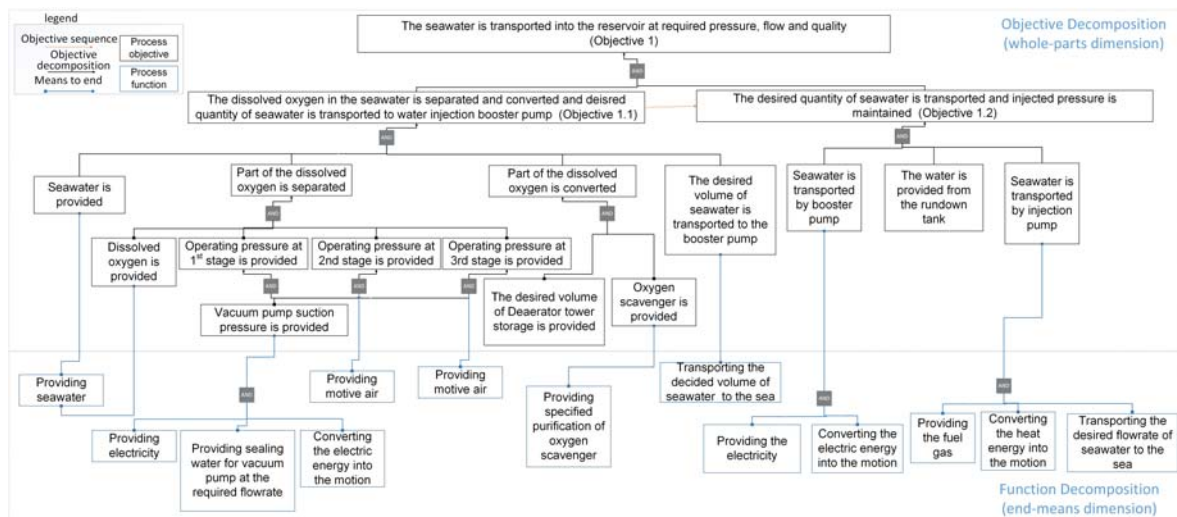 legend
Objective sequence
Objective
decomposition
Means to end
Process
objective
Process
function
The seawater is transported into the reservoir at required pressure, flow and quality
(Objective 1)
Objective Decomposition
(whole-parts dimension)
AND
The dissolved oxygen in the seawater is separated and converted and deisred
quantity of seawater is transported to water injection booster pump (Objective 1.1)
The desired quantity of seawater is transported and injected pressure is
maintained (Objective 1.2)
AND
AND
Seawater is
provided
Part of the dissolved
oxygen is separated
Part of the dissolved
oxygen is converted
The desired
volume of
seawater is
transported to the
booster pump
Seawater is
transported
by booster
pump
The water is
provided from
the rundown
tank
Seawater is
transported
by injection
pump
AND
AND
Dissolved
oxygen is
provided
Operating pressure at
1st stage is provided
Operating pressure at
2nd stage is provided
Operating pressure at
3rd stage is provided
AND
AND
AND
The desired volume
of Deaerator tower
storage is provided
Oxygen
scavenger is
provided
Vacuum pump suction
pressure is provided
Providing
seawater
AND
Providing
motive air
Providing
motive air
Providing
specified
purification of
oxygen
scavenger
Transporting the
decided volume of
seawater to the sea
AND
AND
Providing
electricity
Providing sealing
water for vacuum
pump at the
required flowrate
Converting
the electric
energy into
the motion
Providing the
electricity
Converting the
electric energy
into the motion
Providing
the fuel
gas
Converting
the heat
energy into
the motion
Transporting the
desired flowrate of
seawater to the
sea
Function Decomposition
(end-means dimension)